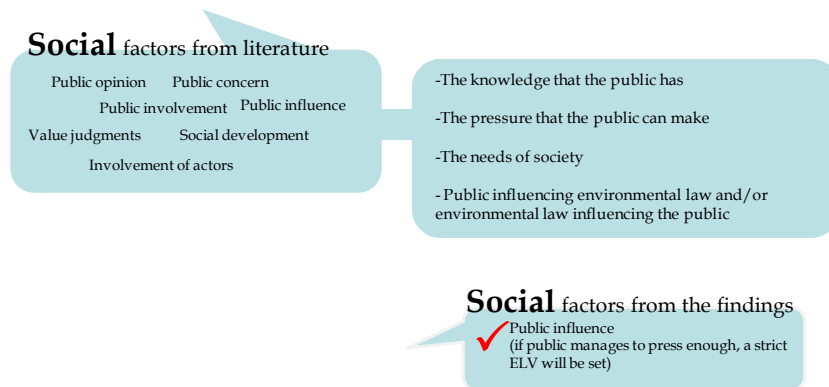 Social factors from literature
Public opinion Public concern
Public involvement Public influence
Value judgments Social development
Involvement of actors
-The knowledge that the public has
-The pressure that the public can make
-The needs of society
- Public influencing environmental law and/or
environmental law influencing the public
Social factors from the findings
Public influence
(if public manages to press enough, a strict
ELV will be set)